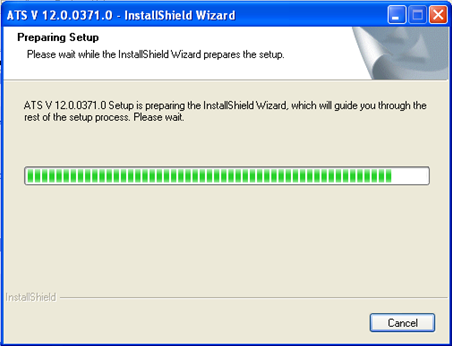 ATS V 12.0.0371.0 - InstallShield Wizard
Preparing Setup
Please wait while the InstallShield Wizard prepares the setup.
ATS V 12.0.0371.0 Setup is preparing the InstallShield Wizard, which will guide you through the
rest of the setup process. Please wait.
InstallShield
Cancel